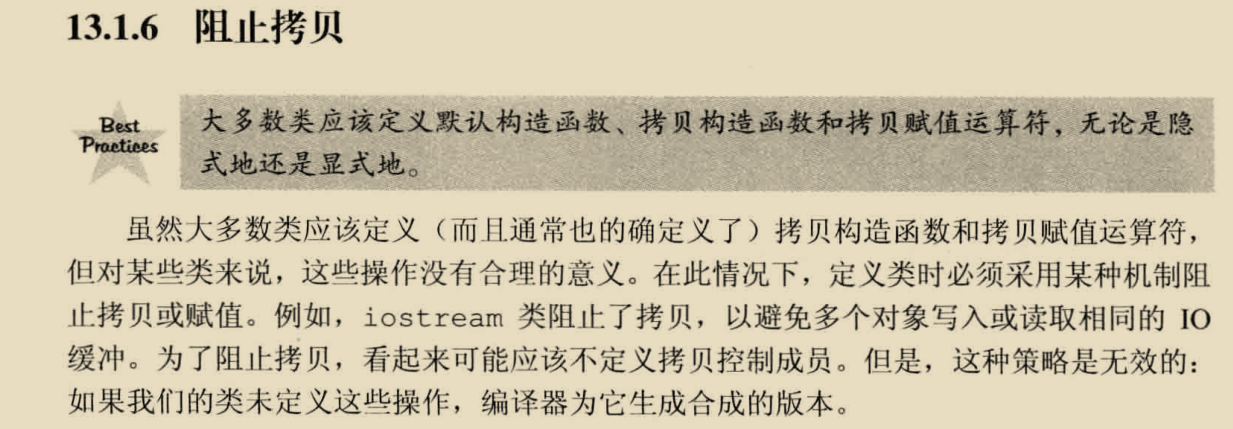 13.1.6 阻止拷贝
Best
Practices
大多数类应该定义默认构造函数、拷贝构造函数和拷贝赋值运算符，无论是隐
式地还是显式地。
虽然大多数类应该定义（而且通常也的确定义了）拷贝构造函数和拷贝赋值运算符，
但对某些类来说，这些操作没有合理的意义。在此情况下，定义类时必须采用某种机制阻
止拷贝或赋值。例如，iostream 类阻止了拷贝，以避免多个对象写入或读取相同的 IO
缓冲。为了阻止拷贝，看起来可能应该不定义拷贝控制成员。但是，这种策略是无效的：
如果我们的类未定义这些操作，编译器为它生成合成的版本。